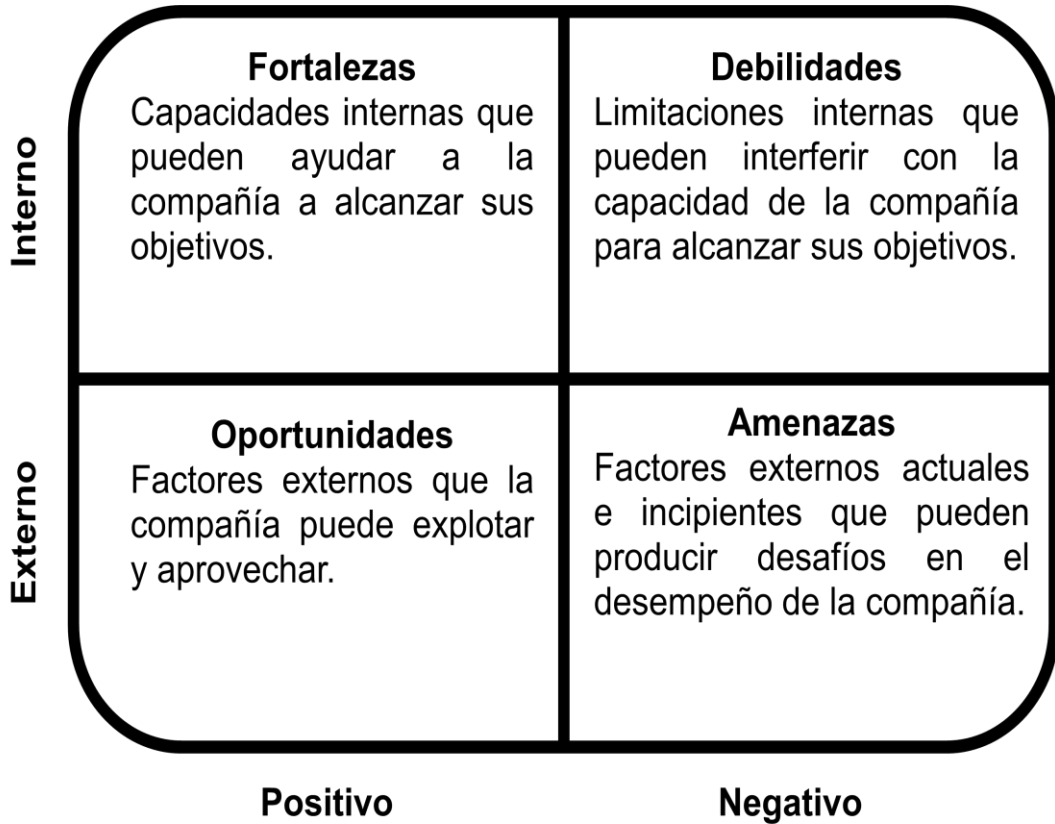 Interno
Fortalezas
Capacidades internas que
pueden ayudar a la
compañía a alcanzar sus
objetivos.
Debilidades
Limitaciones internas que
pueden interferir con la
capacidad de la compañía
para alcanzar sus objetivos.
Externo
Oportunidades
Factores externos que la
compañía puede explotar
y aprovechar.
Amenazas
Factores externos actuales
e incipientes que pueden
producir desafíos en el
desempeño de la compañía.
Positivo
Negativo